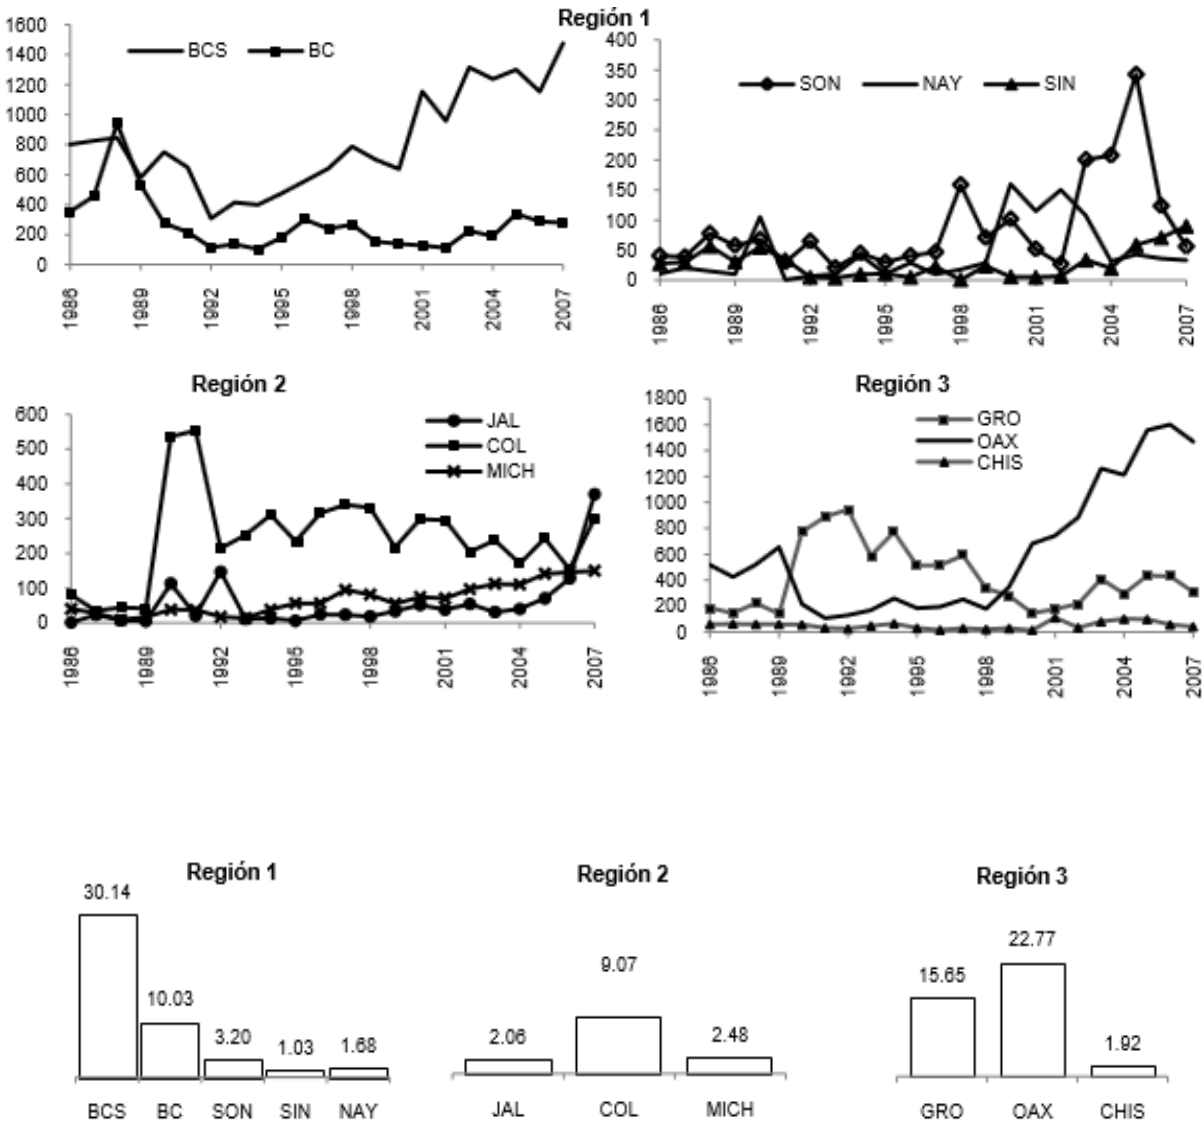 Región 1
1600
1400
1200
1000
800
600
400
200
0
BCS BC
1986 1989 1992 1995 1998 2001 2004 2007
400
350
300
250
200
150
100
50
0
SON NAY SIN
1986 1989 1992 1995 1998 2001 2004 2007
Región 2
600
500
400
300
200
100
0
JAL
COL
MICH
1986 1989 1992 1995 1998 2001 2004 2007
Región 3
1800
1600
1400
1200
1000
800
600
400
200
0
GRO
OAX
CHIS
1986 1989 1992 1995 1998 2001 2004 2007
Región 1
30.14
10.03
3.20
1.03
1.68
BCS BC SON SIN NAY
Región 2
2.06
9.07
2.48
JAL COL MICH
Región 3
15.65
22.77
1.92
GRO OAX CHIS